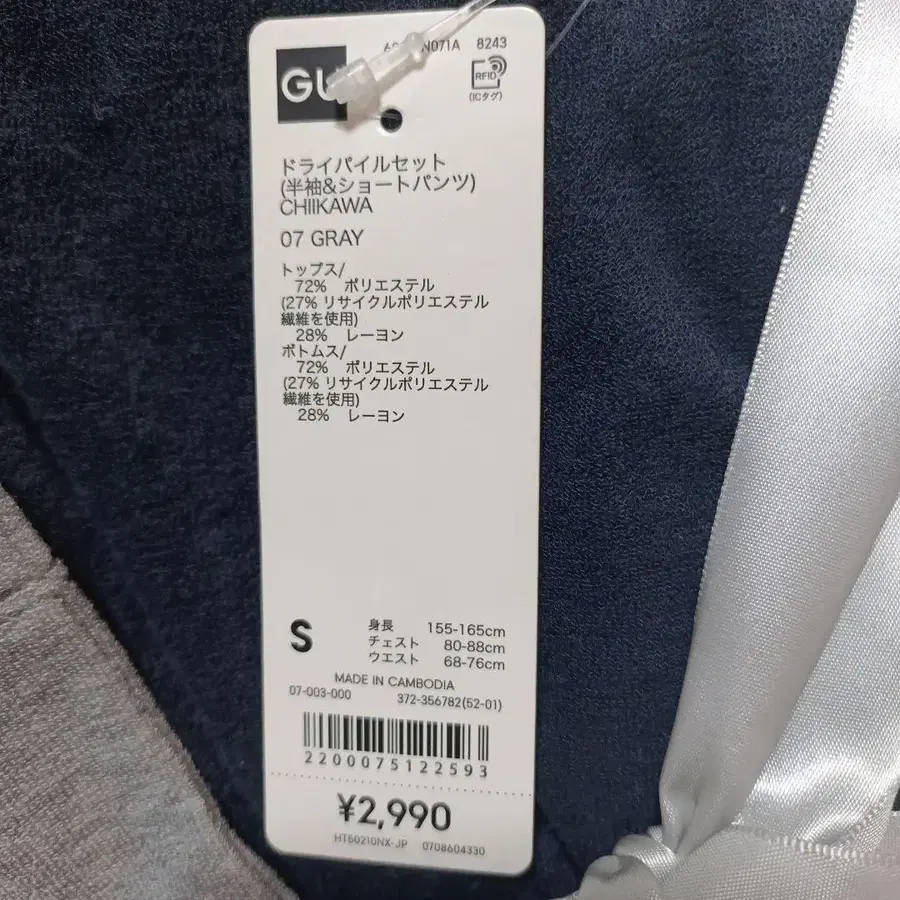 GU
8243
RFID
(ICタグ)
ドライパイルセット
(半袖&ショートパンツ)
CHIIKAWA
07 GRAY
トップス/
72% ポリエステル
(27% リサイクルポリエステル
繊維を使用)
28% レーヨン
ボトムス/
72% ポリエステル
(27% リサイクルポリエステル
繊維を使用)
28% レーヨン
S
身長 155-165cm
チェスト 80-88cm
ウエスト 68-76cm
MADE IN CAMBODIA
07-003-000 372-356782(52-01)
2200075122593
¥2,990
HT50210NX-JP 0708604330